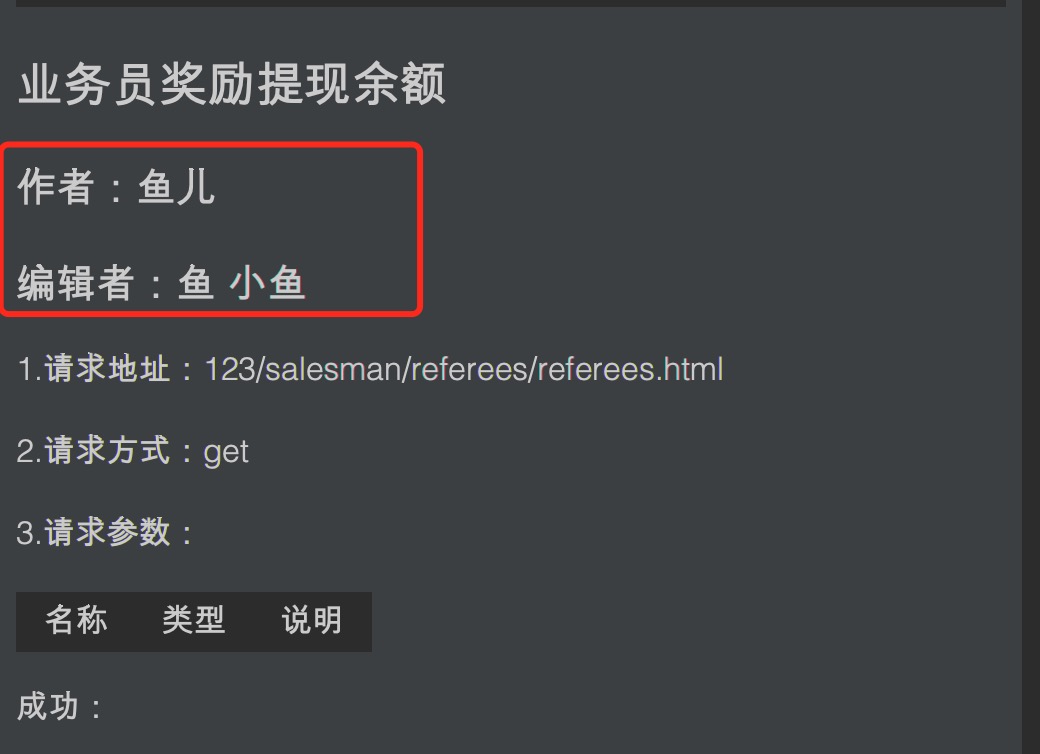 业务员奖励提现余额
作者：鱼儿
编辑者：鱼 小鱼
1.请求地址：123/salesman/referees/referees.html
2.请求方式：get
3.请求参数：
名称 类型 说明
成功：